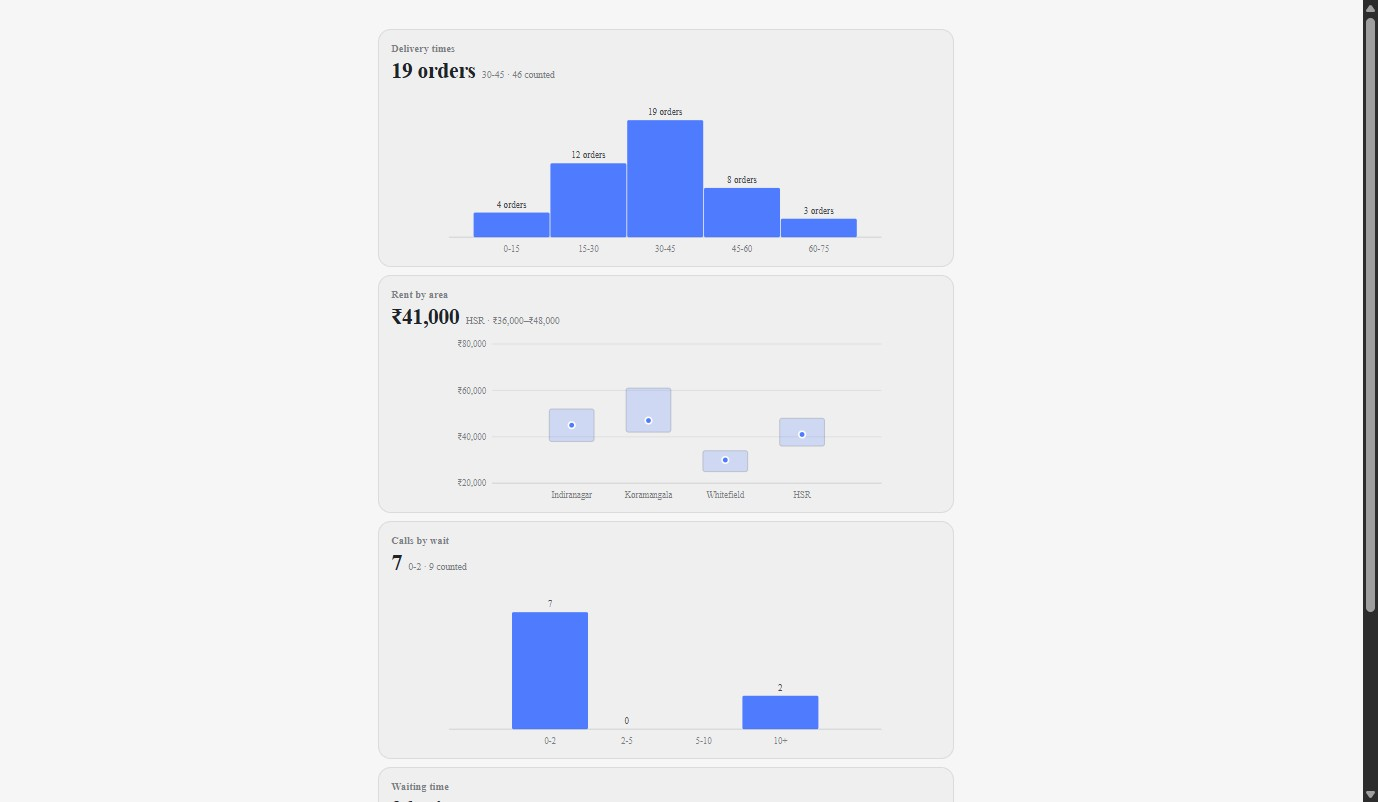 Delivery times
19 orders 30-45 · 46 counted
19 orders
12 orders
8 orders
4 orders
3 orders
0-15 15-30 30-45 45-60 60-75
Rent by area
₹41,000 HSR · ₹36,000–₹48,000
₹80,000
₹60,000
₹40,000
₹20,000
Indiranagar Koramangala Whitefield HSR
Calls by wait
7 0-2 · 9 counted
7
2
0
0-2 2-5 5-10 10+
Waiting time